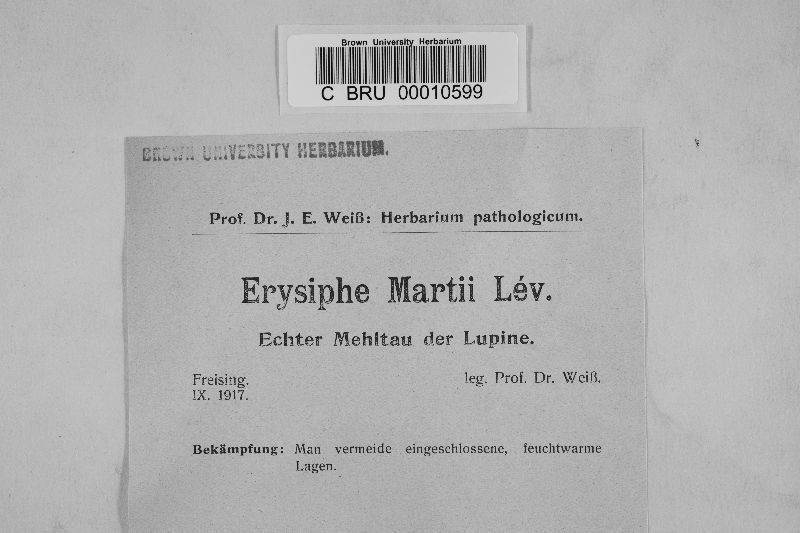 Brown University Herbarium
C BRU 00010599
BROWN UNIVERSITY HERBARIUM.
Prof. Dr. J. E. Weiß: Herbarium pathologicum.
Erysiphe Martii Lév.
Echter Mehltau der Lupine.
Freising. leg. Prof. Dr. Weiß.
IX. 1917.
Bekämpfung: Man vermeide eingeschlossene, feuchtwarme
Lagen.